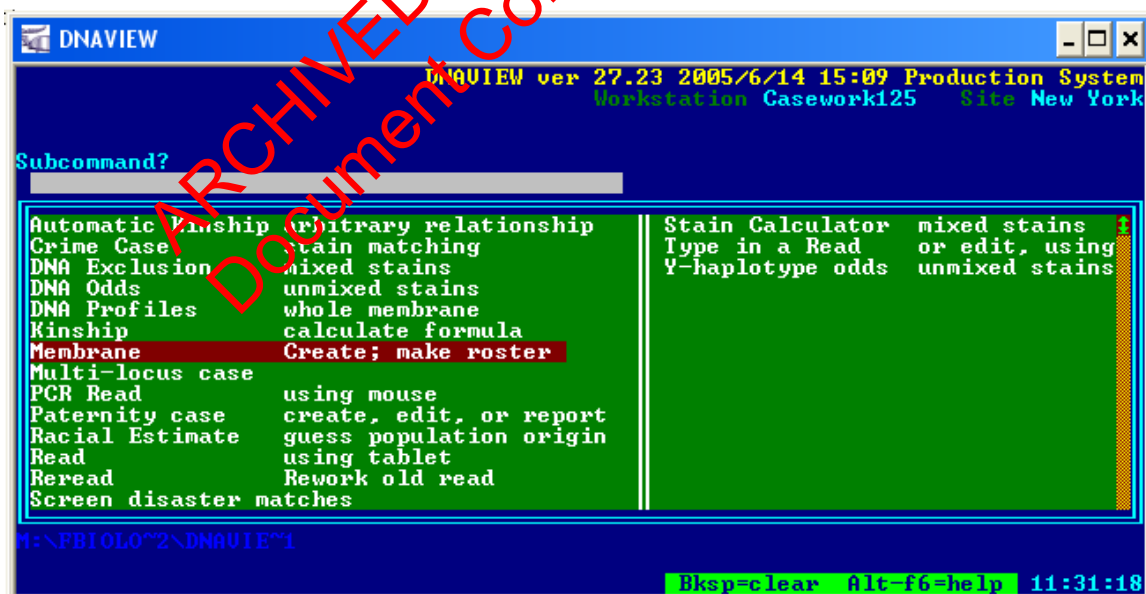 DNAVIEW
DNAVIEW ver 27.23 2005/6/14 15:09 Production System
Workstation Casework125 Site New York
Subcommand?
Automatic Kinship arbitrary relationship
Crime Case stain matching
DNA Exclusion mixed stains
DNA Odds unmixed stains
DNA Profiles whole membrane
Kinship calculate formula
Membrane Create; make roster
Multi-locus case
PCR Read using mouse
Paternity case create, edit, or report
Racial Estimate guess population origin
Read using tablet
Reread Rework old read
Screen disaster matches
Stain Calculator mixed stains
Type in a Read or edit, using
Y-haplotype odds unmixed stains
M:\FBIOLO~2\DNAVIE~1
Bksp=clear Alt-f6=help 11:31:18
ARCHIVED
Document